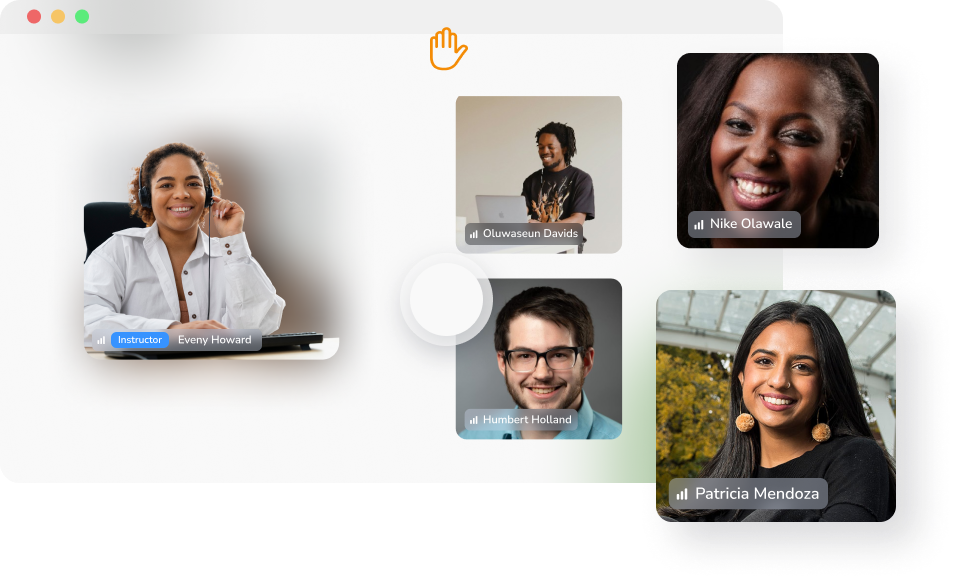 Instructor Eveny Howard
Oluwaseun Davids
Nike Olawale
Humbert Holland
Patricia Mendoza